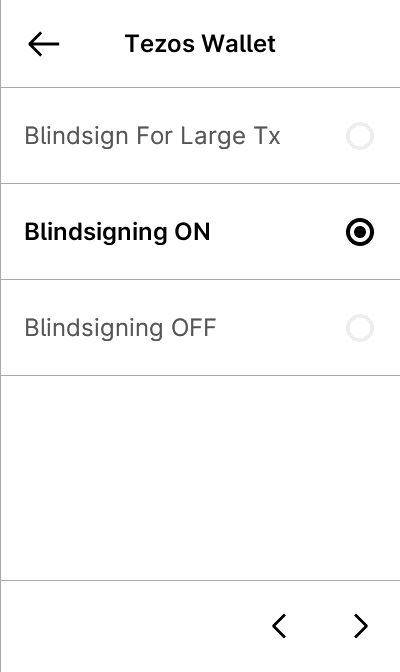 Tezos Wallet
Blindsign For Large Tx
Blindsigning ON
Blindsigning OFF